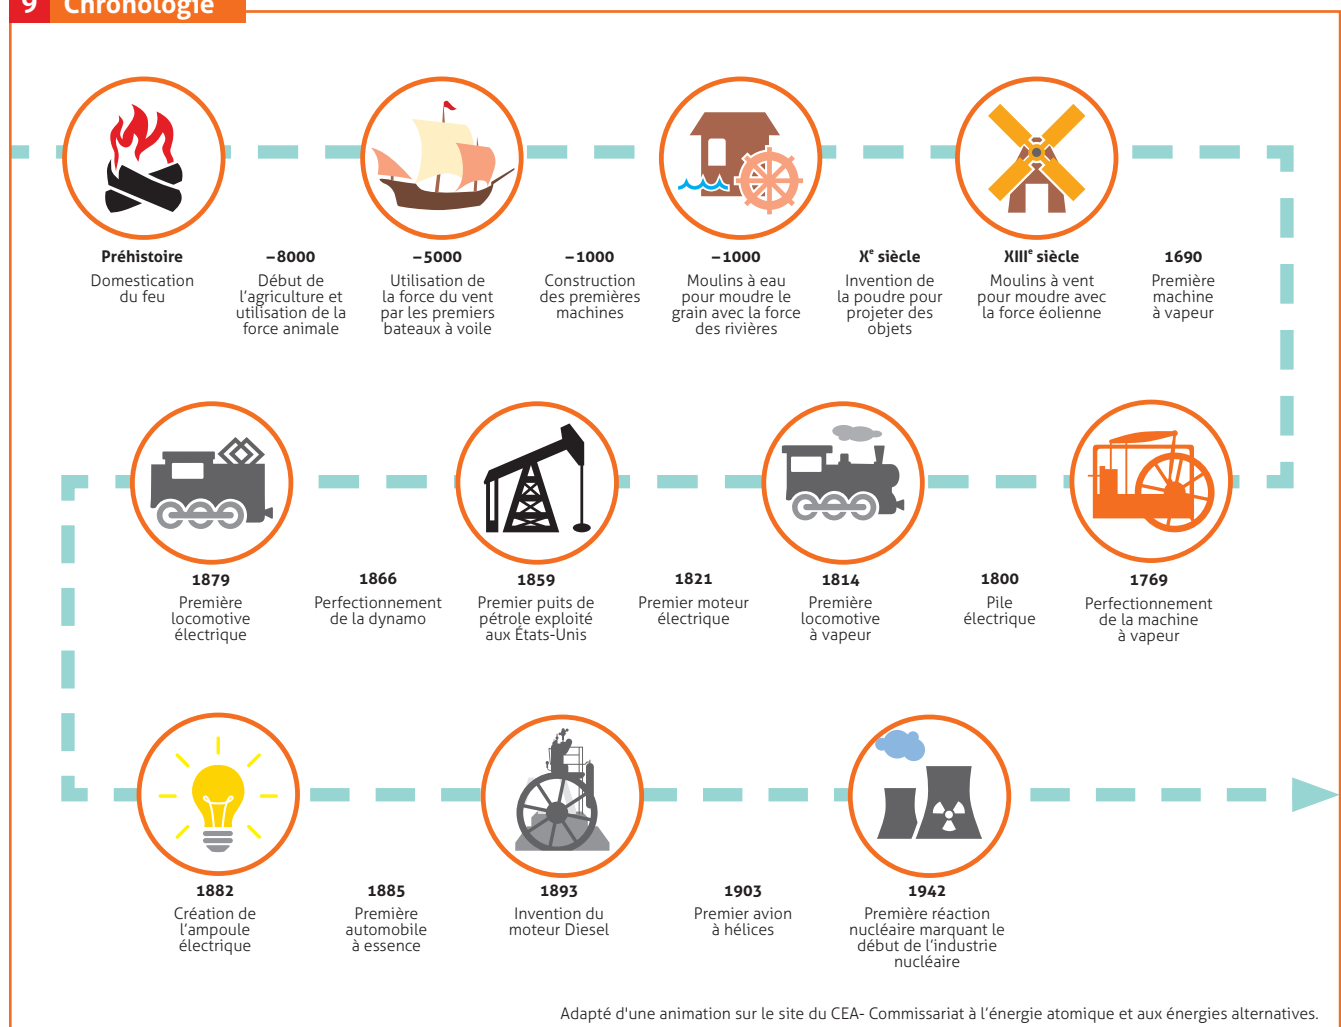 9 Chronologie
Préhistoire
Domestication
du feu
–8000
Début de
l'agriculture et
utilisation de la
force animale
–5000
Utilisation de
la force du vent
par les premiers
bateaux à voile
–1000
Construction
des premières
machines
–1000
Moulins à eau
pour moudre le
grain avec la force
des rivières
Xe siècle
Invention de
la poudre pour
projeter des
objets
XIIIe siècle
Moulins à vent
pour moudre avec
la force éolienne
1690
Première
machine
à vapeur
1879
Première
locomotive
électrique
1866
Perfectionnement
de la dynamo
1859
Premier puits de
pétrole exploité
aux États-Unis
1821
Premier moteur
électrique
1814
Première
locomotive
à vapeur
1800
Pile
électrique
1769
Perfectionnement
de la machine
à vapeur
1882
Création de
l'ampoule
électrique
1885
Première
automobile
à essence
1893
Invention du
moteur Diesel
1903
Premier avion
à hélices
1942
Première réaction
nucléaire marquant le
début de l'industrie
nucléaire
Adapté d'une animation sur le site du CEA- Commissariat à l'énergie atomique et aux énergies alternatives.